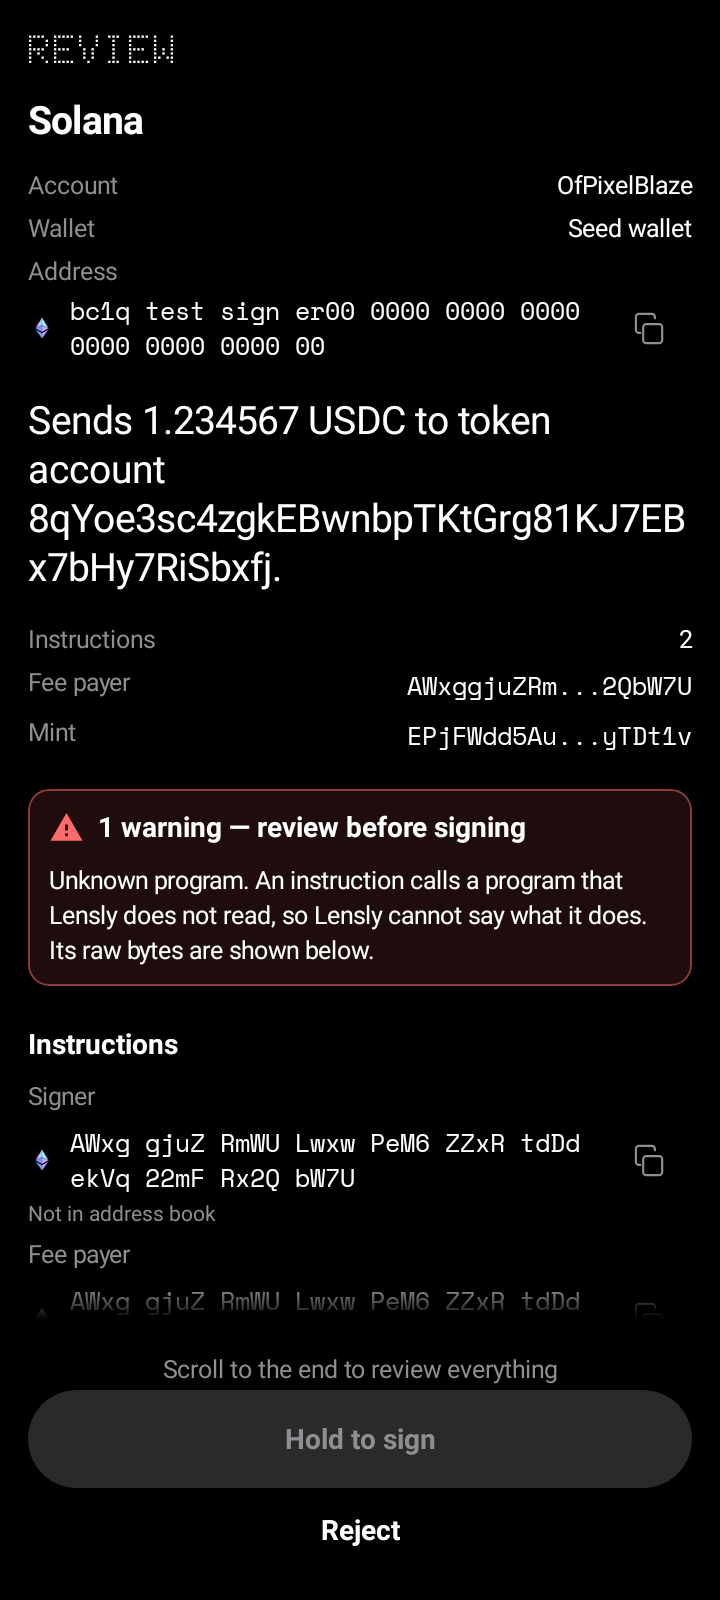 REVIEW
Solana
Account OfPixelBlaze
Wallet Seed wallet
Address
bc1q test sign er00 0000 0000 0000
0000 0000 0000 00
Sends 1.234567 USDC to token
account
8qYoe3sc4zgkEBwnbpTKtGrg81KJ7EB
x7bHy7RiSbxfj.
Instructions 2
Fee payer AWxggjuZRm...2QbW7U
Mint EPjFWdd5Au...yTDt1v
1 warning — review before signing
Unknown program. An instruction calls a program that
Lensly does not read, so Lensly cannot say what it does.
Its raw bytes are shown below.
Instructions
Signer
AWxg gjuZ RmWU Lwxw PeM6 ZZxR tdDd
ekVq 22mF Rx2Q bW7U
Not in address book
Fee payer
AWxg gjuZ RmWU Lwxw PeM6 ZZxR tdDd
Scroll to the end to review everything
Hold to sign
Reject